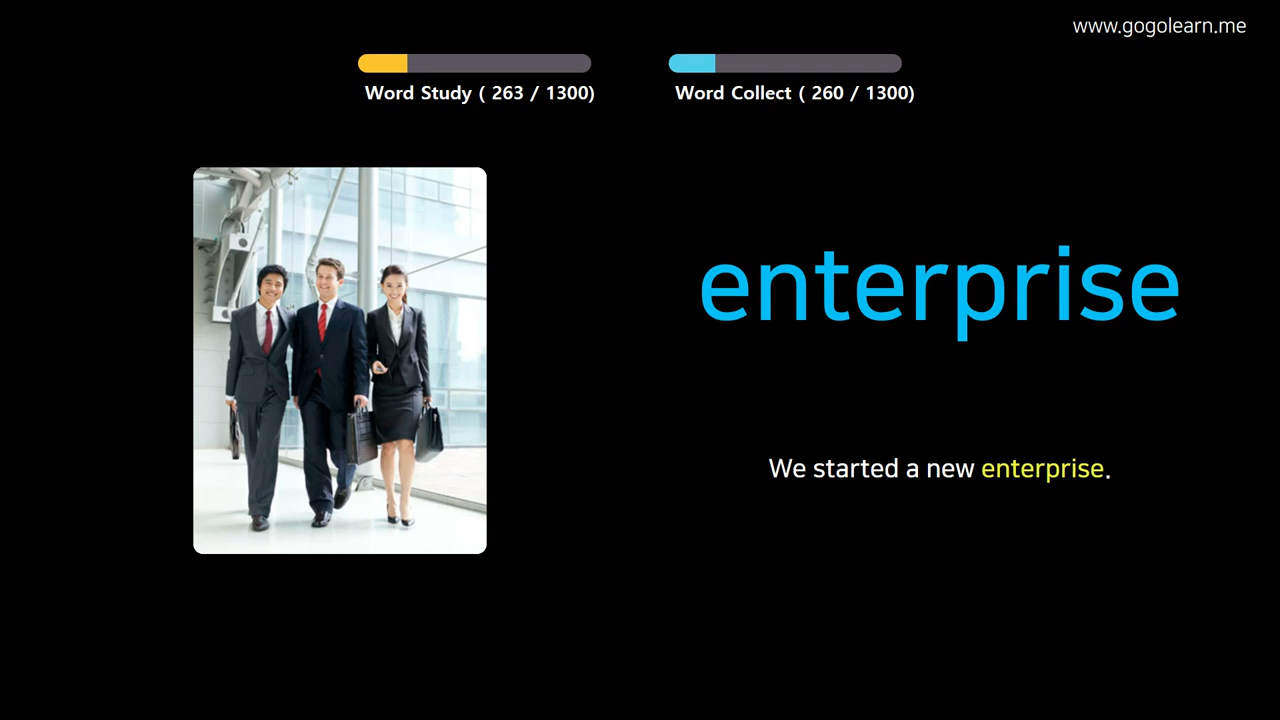 www.gogolearn.me
Word Study ( 263 / 1300)
Word Collect ( 260 / 1300)
enterprise
We started a new enterprise.